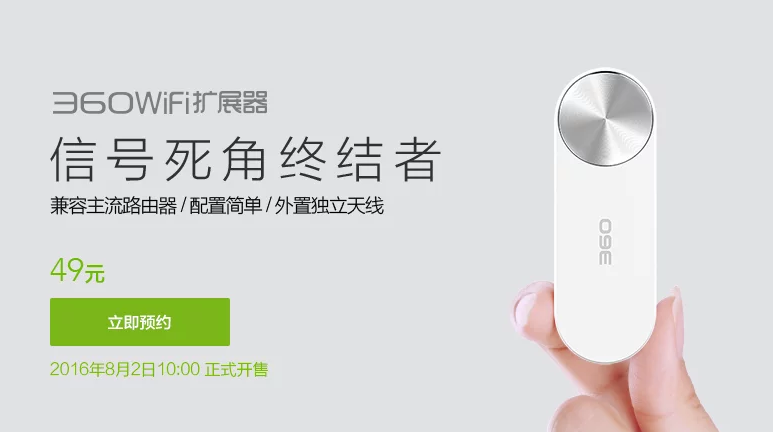 360WiFi扩展器
信号死角终结者
兼容主流路由器 / 配置简单 / 外置独立天线
49元
立即预约
2016年8月2日10:00 正式开售
360